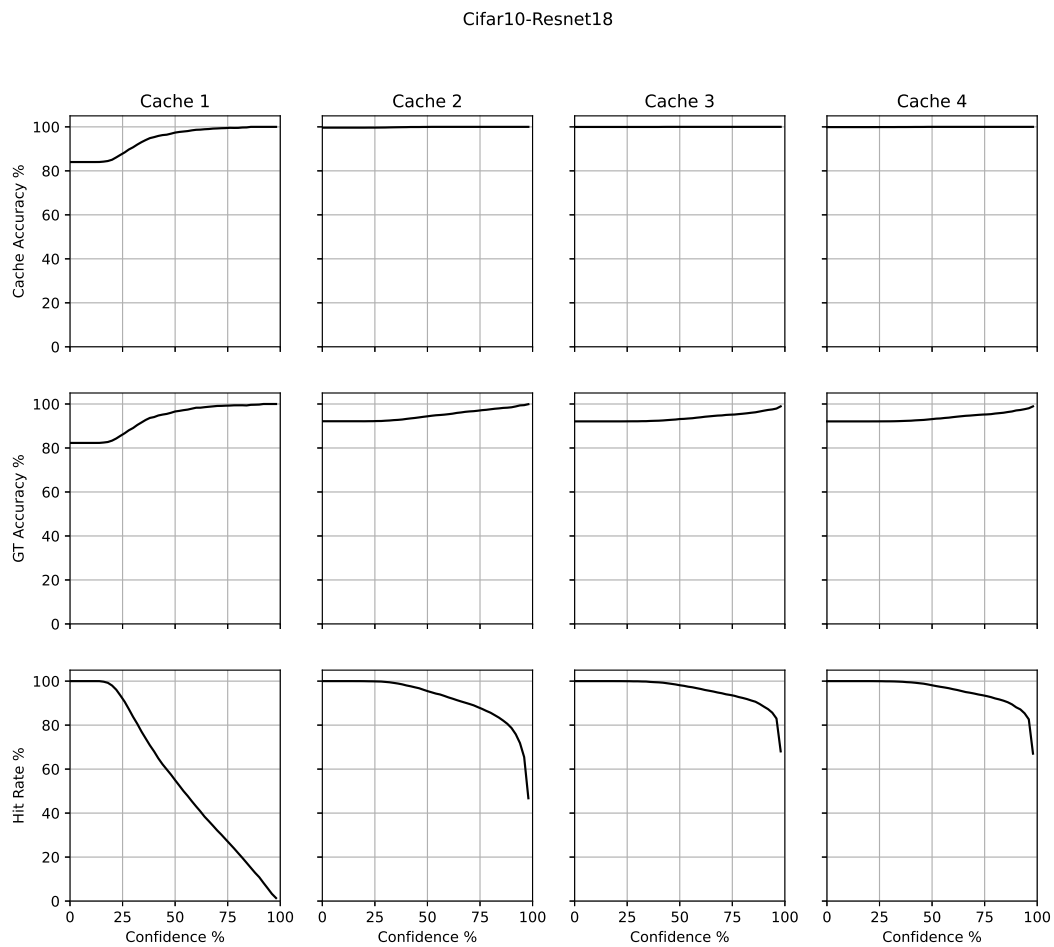 Cifar10-Resnet18
Cache 1 Cache 2 Cache 3 Cache 4
Cache Accuracy %
100
80
60
40
20
0
GT Accuracy %
100
80
60
40
20
0
Hit Rate %
100
80
60
40
20
0
0 25 50 75 100 0 25 50 75 100 0 25 50 75 100 0 25 50 75 100
Confidence % Confidence % Confidence % Confidence %